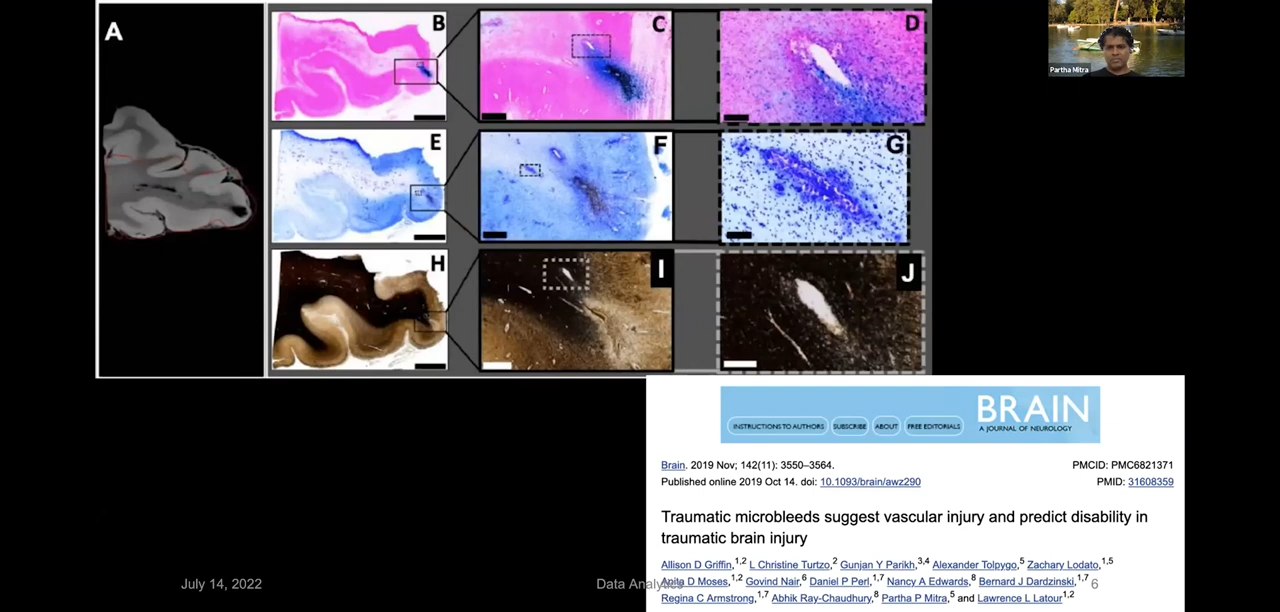 A
B
C
D
Partha Mitra
E
F
G
H
I
J
INSTRUCTIONS TO AUTHORS SUBSCRIBE ABOUT FREE EDITORIALS
BRAIN
A JOURNAL OF NEUROLOGY
Brain. 2019 Nov; 142(11): 3550–3564. PMCID: PMC6821371
Published online 2019 Oct 14. doi: 10.1093/brain/awz290 PMID: 31608359
Traumatic microbleeds suggest vascular injury and predict disability in
traumatic brain injury
Allison D Griffin,1,2 L Christine Turtzo,2 Gunjan Y Parikh,3,4 Alexander Tolpygo,5 Zachary Lodato,1,5
Anita D Moses,1,2 Govind Nair,6 Daniel P Perl,1,7 Nancy A Edwards,8 Bernard J Dardzinski,1,7
Regina C Armstrong,1,7 Abhik Ray-Chaudhury,8 Partha P Mitra,5 and Lawrence L Latour1,2
July 14, 2022 Data Analytics 6